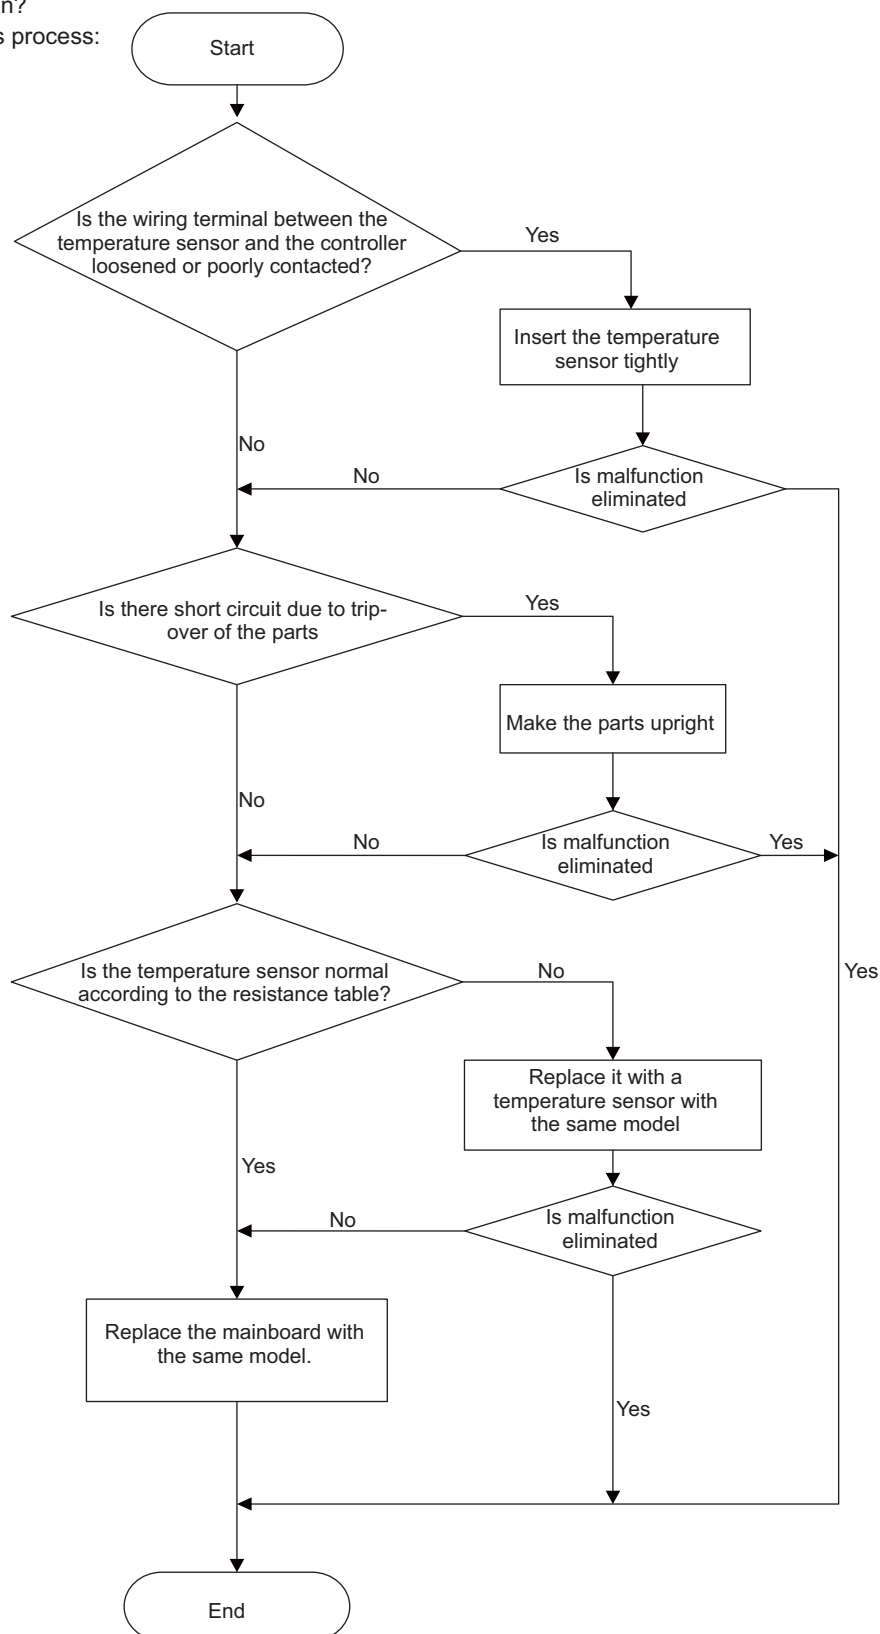 n?
s process:
Start
Is the wiring terminal between the
temperature sensor and the controller
loosened or poorly contacted?
Yes
Insert the temperature
sensor tightly
No
No
Is malfunction
eliminated
Is there short circuit due to trip-
over of the parts
Yes
Make the parts upright
No
No
Is malfunction
eliminated
Yes
Yes
Is the temperature sensor normal
according to the resistance table?
No
Replace it with a
temperature sensor with
the same model
Yes
No
Is malfunction
eliminated
Replace the mainboard with
the same model.
Yes
End